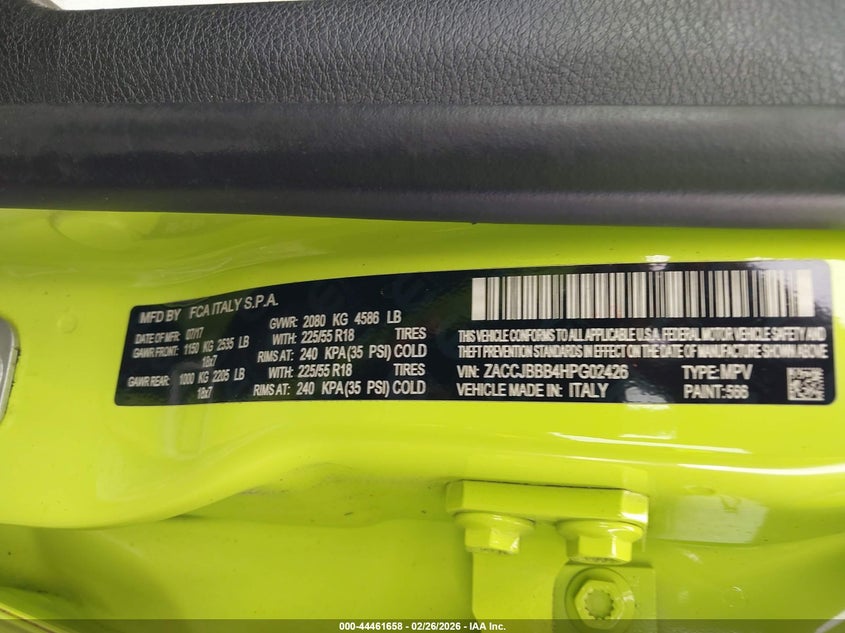 MFD BY FCA ITALY S.P.A.
DATE OF MFR: 07/17 GVWR: 2080 KG 4586 LB
GAWR FRONT: 1150 KG 2535 LB WITH: 225/55 R18 TIRES
18x7 RIMS AT: 240 KPA(35 PSI) COLD
GAWR REAR: 1000 KG 2205 LB WITH: 225/55 R18 TIRES
18x7 RIMS AT: 240 KPA(35 PSI) COLD
THIS VEHICLE CONFORMS TO ALL APPLICABLE U.S.A. FEDERAL MOTOR VEHICLE SAFETY AND
THEFT PREVENTION STANDARDS IN EFFECT ON THE DATE OF MANUFACTURE SHOWN ABOVE.
VIN: ZACCJBBB4HPG02426 TYPE: MPV
VEHICLE MADE IN: ITALY PAINT: 566
000-44461658 - 02/26/2026 - IAA Inc.